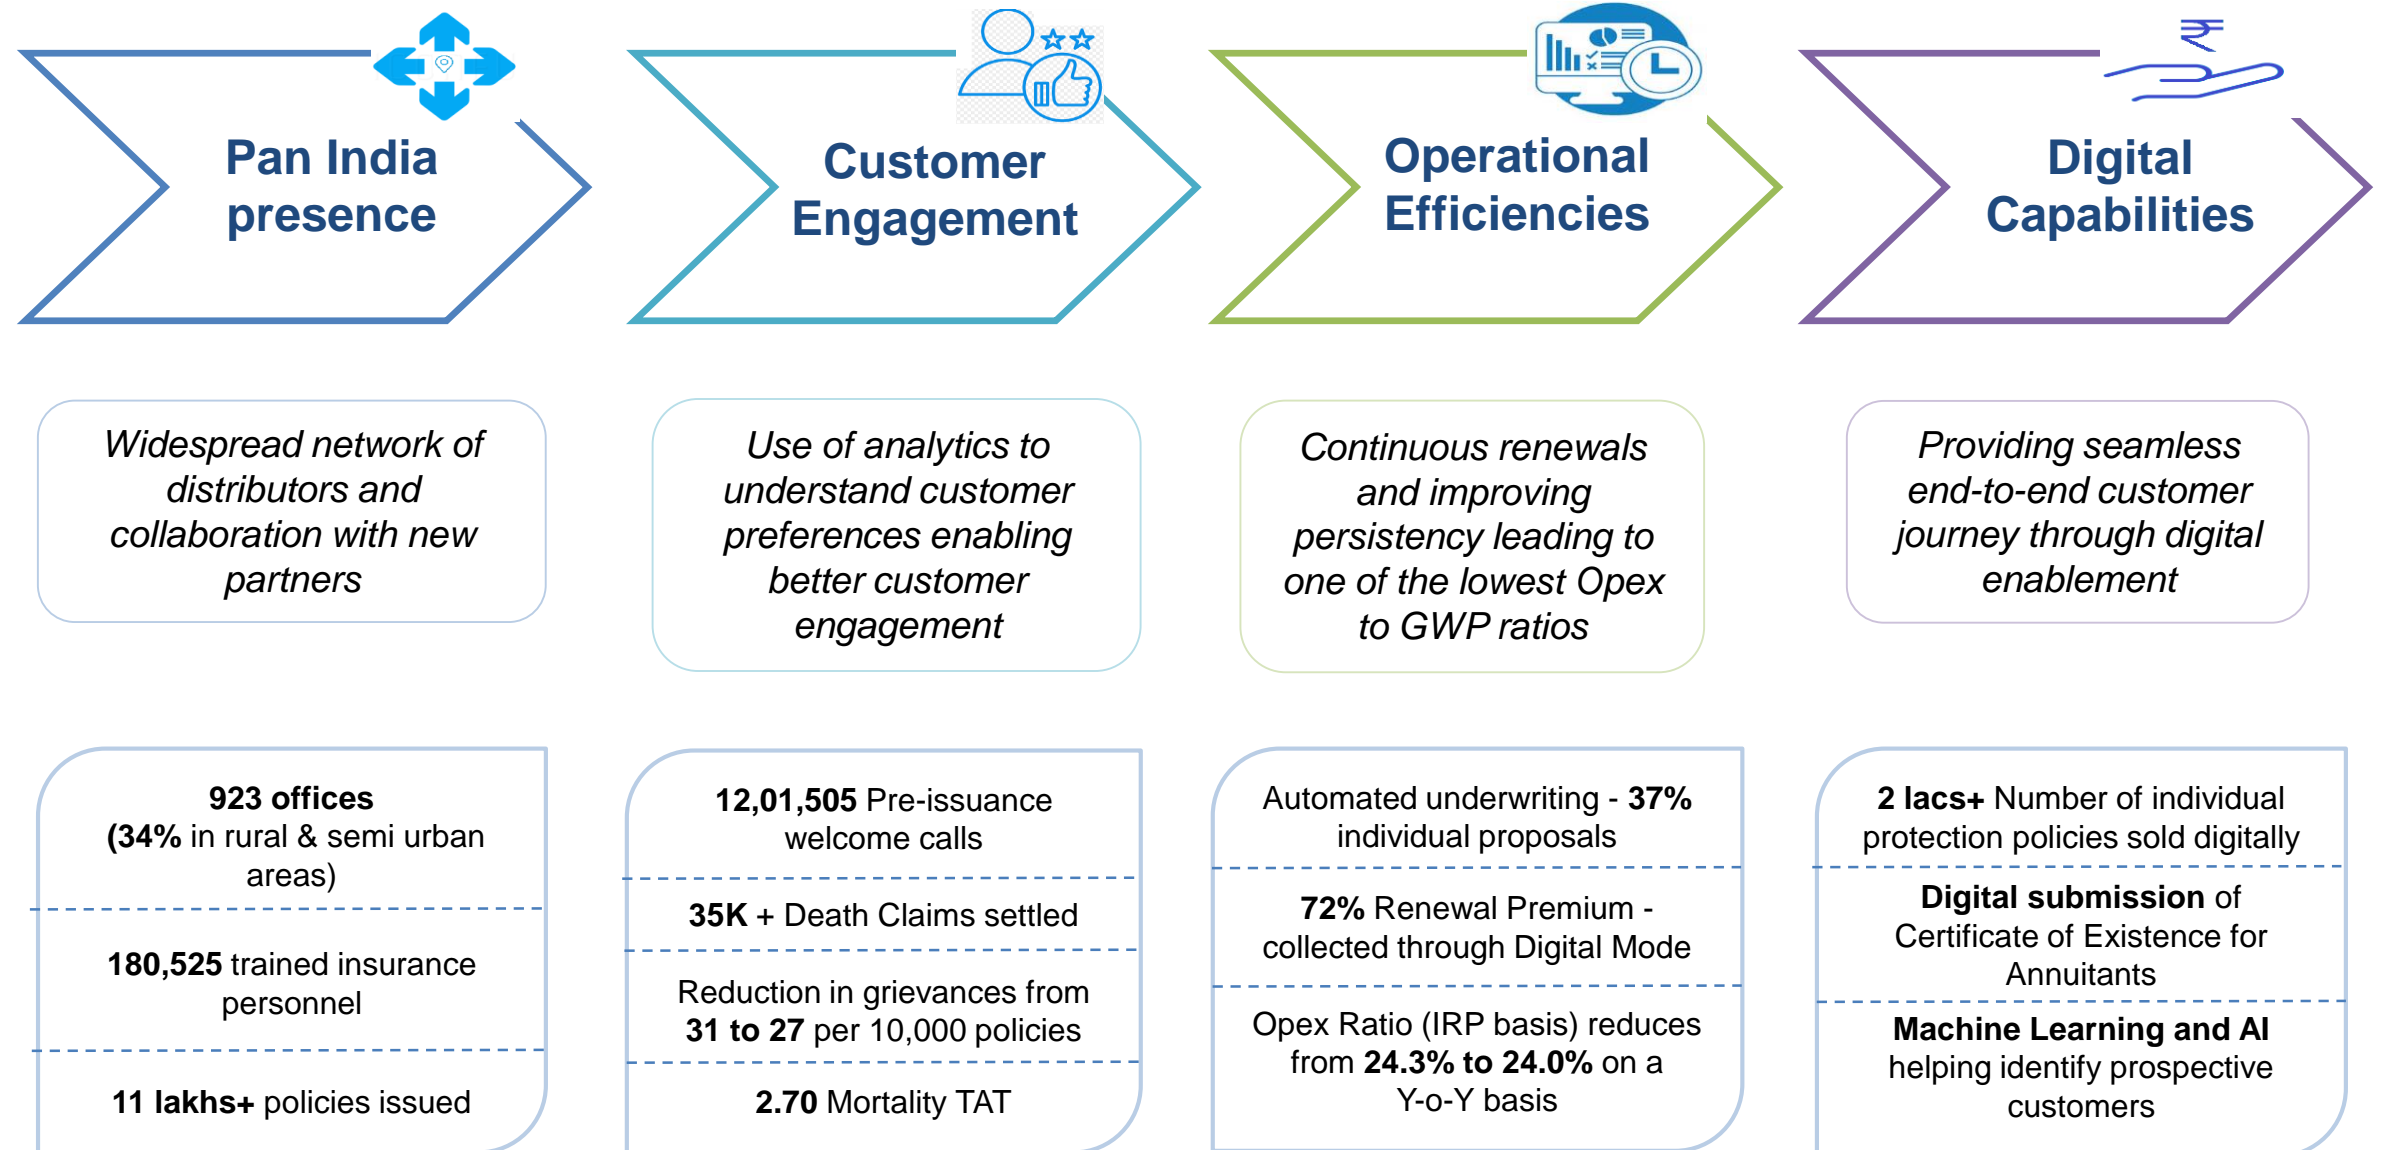 Pan India
presence
Customer
Engagement
Operational
Efficiencies
Digital
Capabilities
Widespread network of
distributors and
collaboration with new
partners
Use of analytics to
understand customer
preferences enabling
better customer
engagement
Continuous renewals
and improving
persistency leading to
one of the lowest Opex
to GWP ratios
Providing seamless
end-to-end customer
journey through digital
enablement
923 offices
(34% in rural & semi urban
areas)
180,525 trained insurance
personnel
11 lakhs+ policies issued
12,01,505 Pre-issuance
welcome calls
35K + Death Claims settled
Reduction in grievances from
31 to 27 per 10,000 policies
2.70 Mortality TAT
Automated underwriting - 37%
individual proposals
72% Renewal Premium -
collected through Digital Mode
Opex Ratio (IRP basis) reduces
from 24.3% to 24.0% on a
Y-o-Y basis
2 lacs+ Number of individual
protection policies sold digitally
Digital submission of
Certificate of Existence for
Annuitants
Machine Learning and AI
helping identify prospective
customers